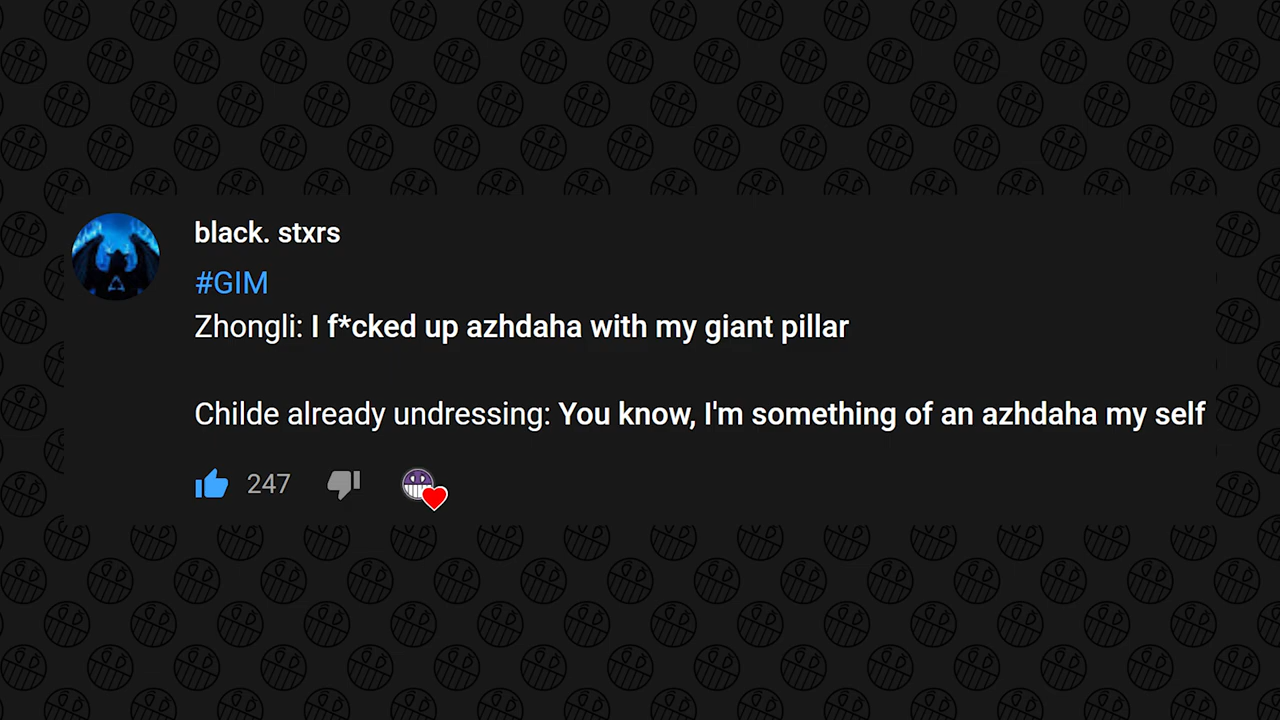 black. stxrs
#GIM
Zhongli: I f*cked up azhdaha with my giant pillar
Childe already undressing: You know, I'm something of an azhdaha my self
247